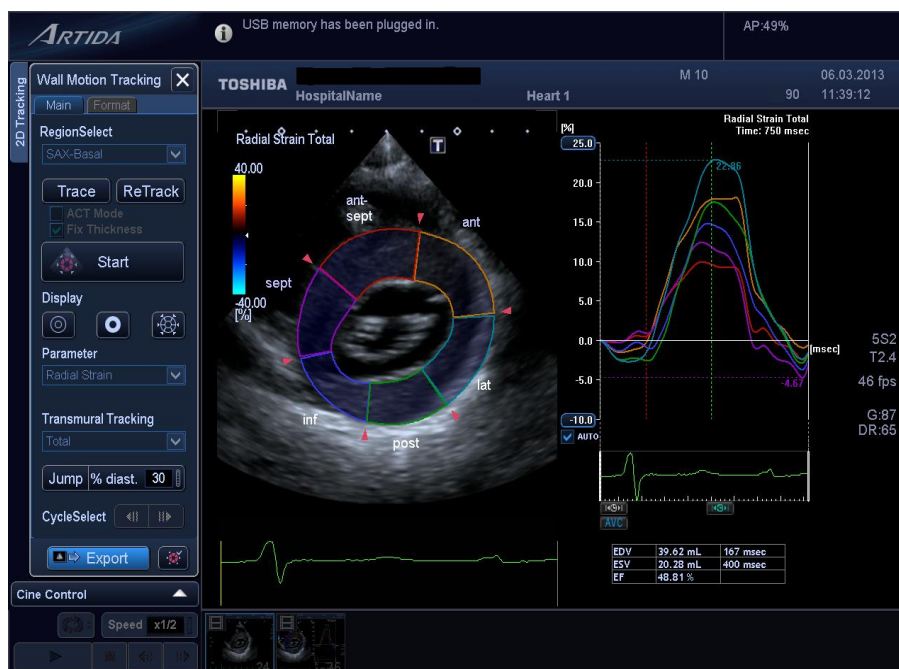 ARTIDA
USB memory has been plugged in.
AP:49%
2D Tracking
Wall Motion Tracking
Main
Format
RegionSelect
SAX-Basal
Trace
ReTrack
ACT Mode
Fix Thickness
Start
Display
Parameter
Radial Strain
Transmural Tracking
Total
Jump
% diast.
30
CycleSelect
Export
Cine Control
Speed x1/2
TOSHIBA
HospitalName
Heart 1
M 10
90
06.03.2013
11:39:12
Radial Strain Total
T
40.00
-40.00
[%]
ant-
sept
ant
sept
lat
inf
post
Radial Strain Total
Time: 750 msec
[%]
25.0
20.0
15.0
10.0
5.0
0.0
-5.0
-10.0
AUTO
22.86
-4.67
[msec]
5S2
T2.4
46 fps
G:87
DR:65
AVC
EDV 39.62 mL 167 msec
ESV 20.28 mL 400 msec
EF 48.81 %
24